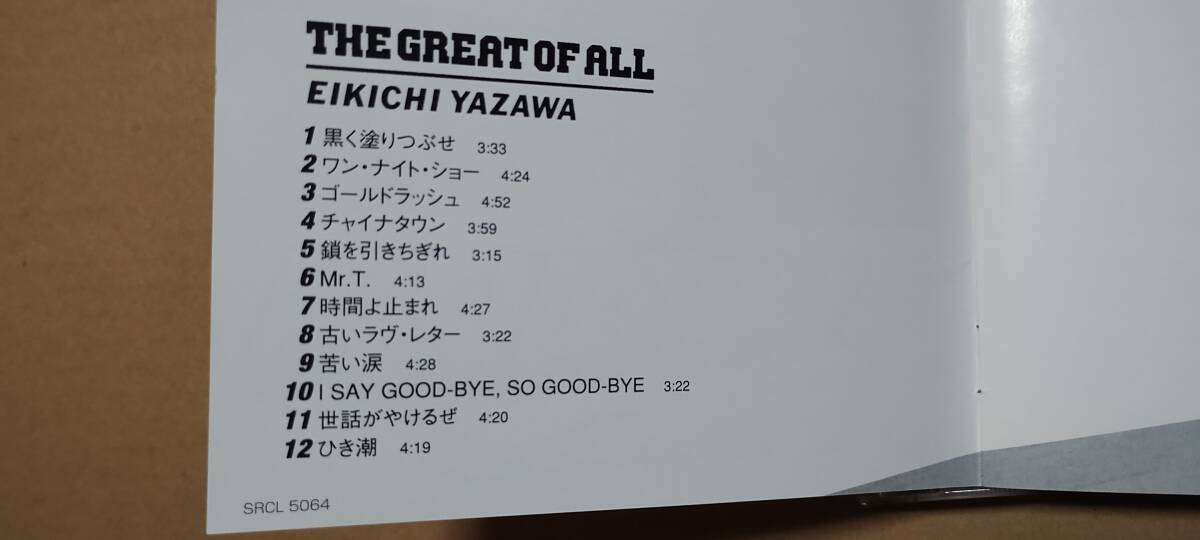 THE GREAT OF ALL
EIKICHI YAZAWA
1 黒く塗りつぶせ 3:33
2 ワン・ナイト・ショー 4:24
3 ゴールドラッシュ 4:52
4 チャイナタウン 3:59
5 鎖を引きちぎれ 3:15
6 Mr.T. 4:13
7 時間よ止まれ 4:27
8 古いラヴ・レター 3:22
9 苦い涙 4:28
10 I SAY GOOD-BYE, SO GOOD-BYE 3:22
11 世話がやけるぜ 4:20
12 ひき潮 4:19
SRCL 5064